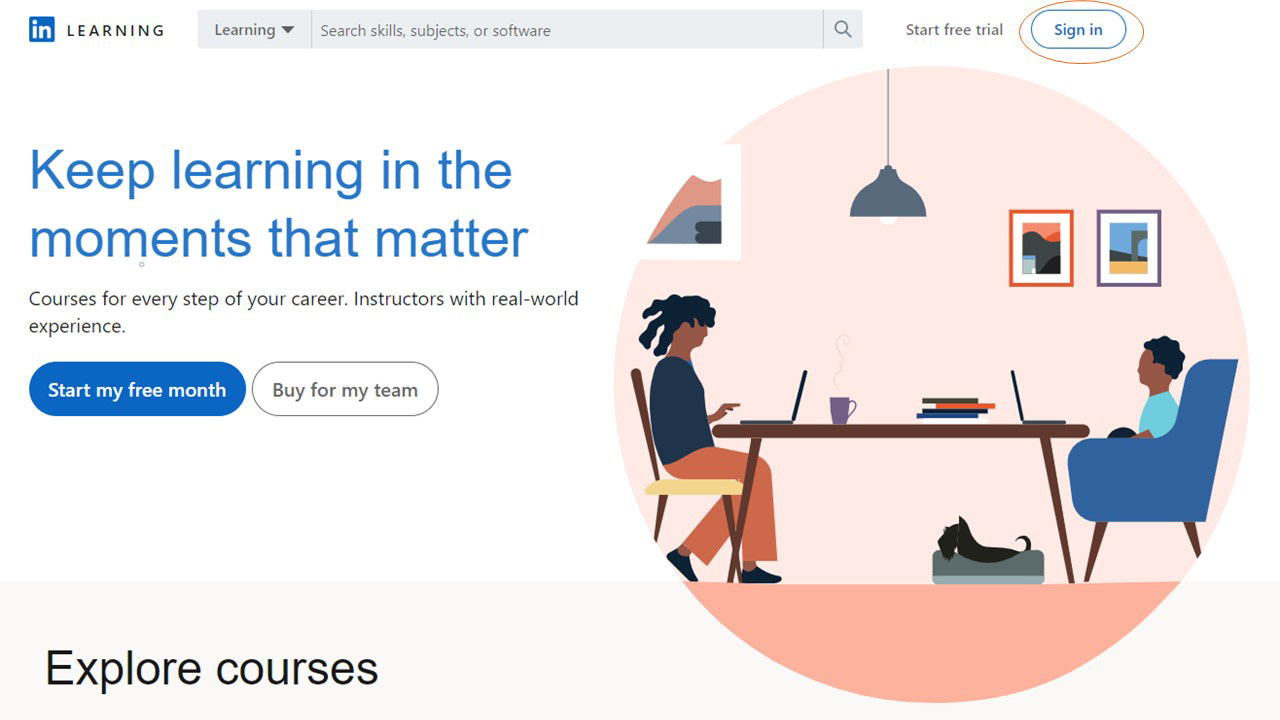 in LEARNING
Learning
Search skills, subjects, or software
Start free trial
Sign in
Keep learning in the
moments that matter
Courses for every step of your career. Instructors with real-world
experience.
Start my free month
Buy for my team
Explore courses